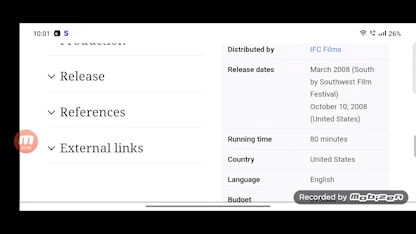 10:01 S 26%
Distributed by IFC Films
Release
Release dates March 2008 (South
by Southwest Film
Festival)
October 10, 2008
(United States)
References
Running time 80 minutes
External links
Country United States
Language English
Budget
Recorded by Mobizen